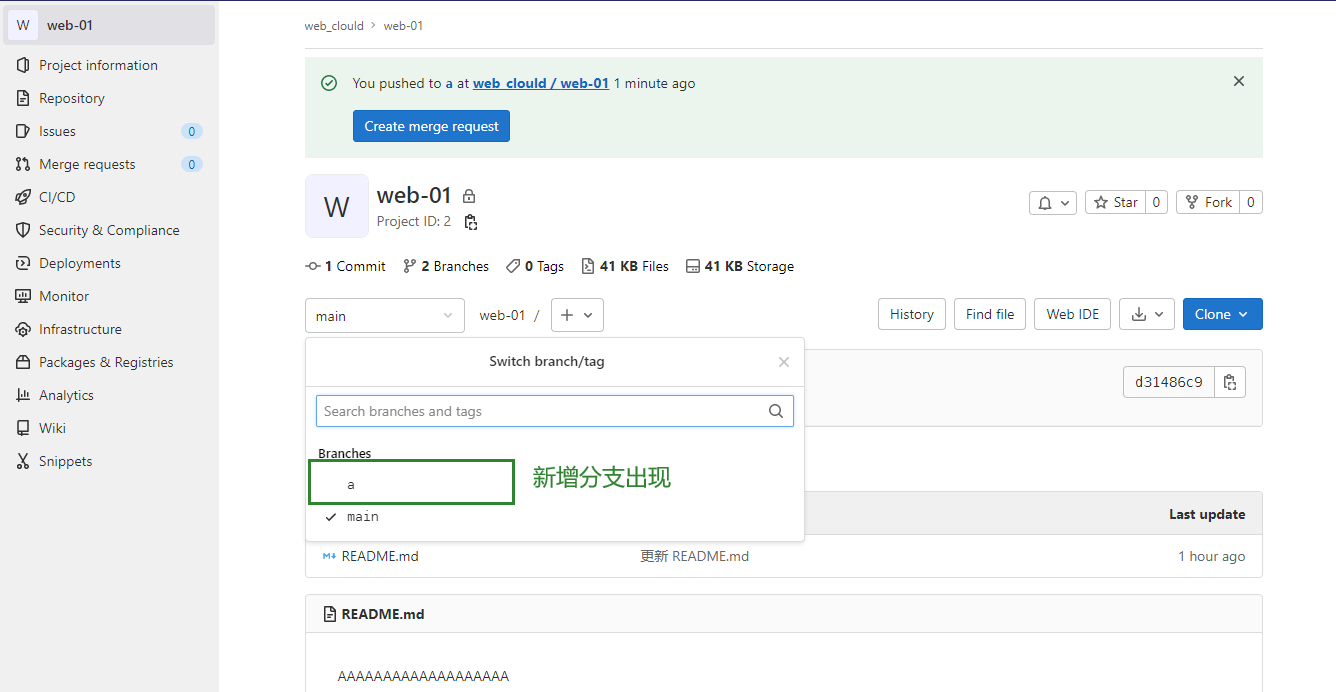 W web-01
Project information
Repository
Issues 0
Merge requests 0
CI/CD
Security & Compliance
Deployments
Monitor
Infrastructure
Packages & Registries
Analytics
Wiki
Snippets
web_clould > web-01
You pushed to a at web_clould / web-01 1 minute ago
Create merge request
W
web-01
Project ID: 2
Star 0
Fork 0
1 Commit 2 Branches 0 Tags 41 KB Files 41 KB Storage
main
web-01 /
History
Find file
Web IDE
Clone
Switch branch/tag
d31486c9
Search branches and tags
Branches
a
新增分支出现
main
Last update
README.md 更新 README.md 1 hour ago
README.md
AAAAAAAAAAAAAAAAAAA